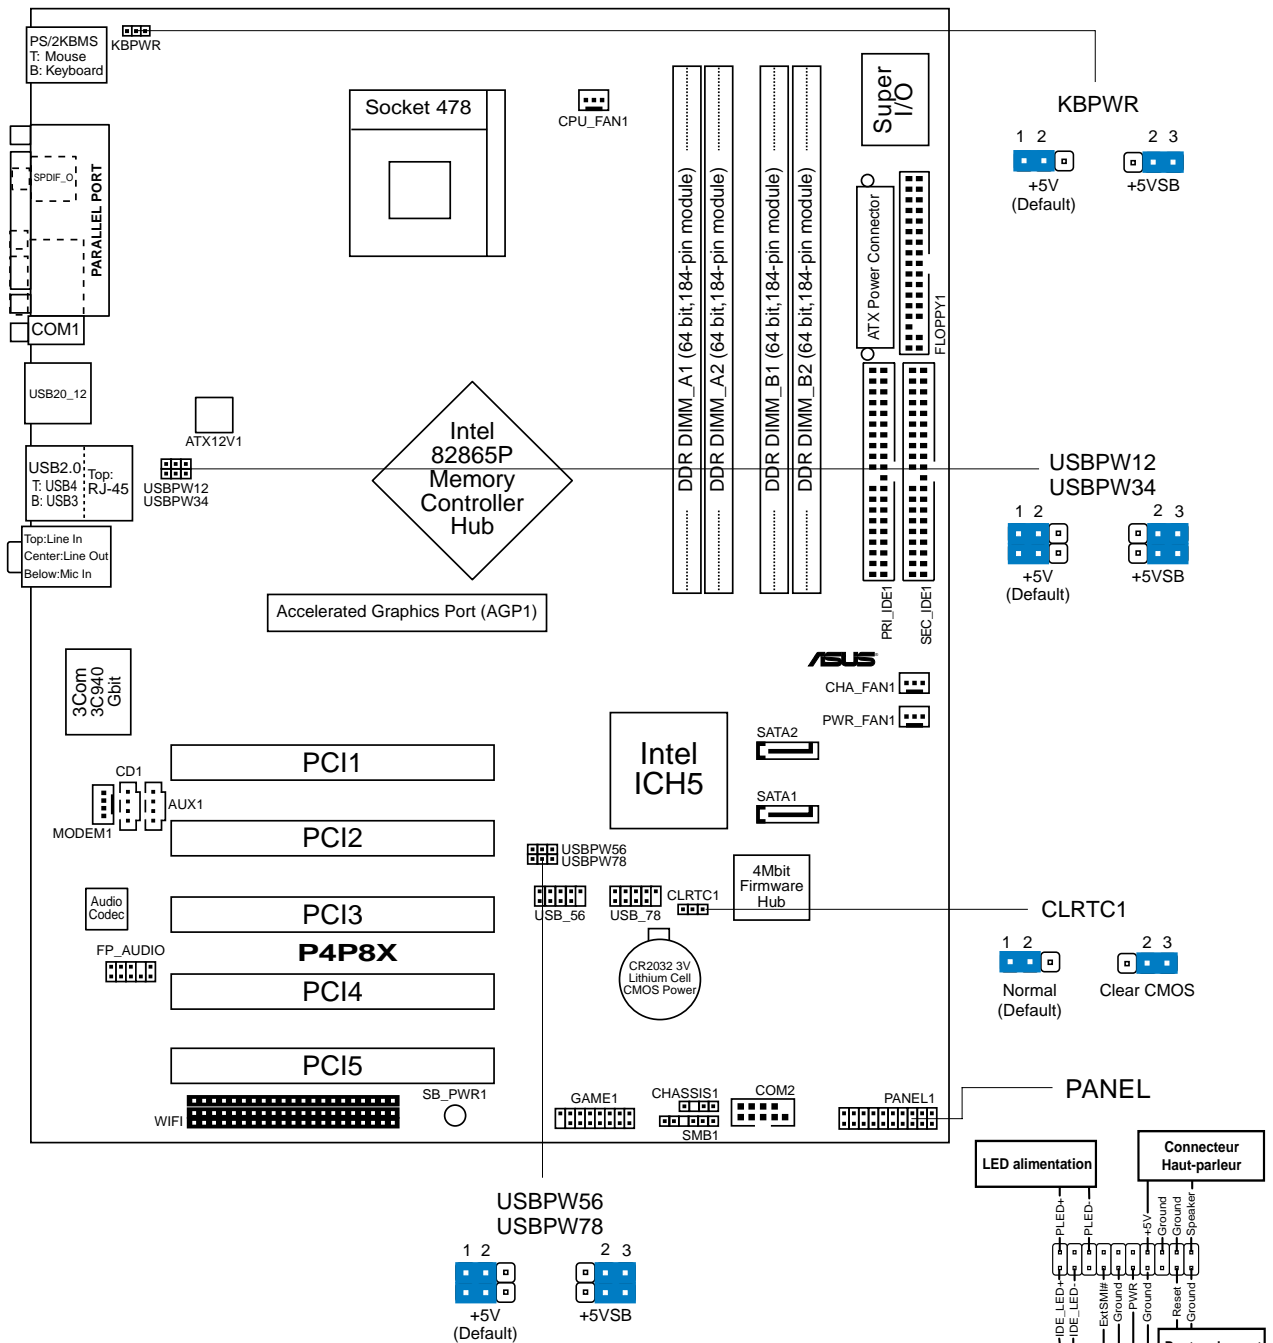 PS/2KBMS
T: Mouse
B: Keyboard
KBPWR
Socket 478
CPU_FAN1
Super
I/O
KBPWR
1 2
2 3
+5V
(Default)
+5VSB
SPDIF_O
PARALLEL PORT
COM1
DDR DIMM_A1 (64 bit,184-pin module)
DDR DIMM_A2 (64 bit,184-pin module)
DDR DIMM_B1 (64 bit,184-pin module)
DDR DIMM_B2 (64 bit,184-pin module)
ATX Power Connector
FLOPPY1
USB20_12
ATX12V1
Intel
82865P
Memory
Controller
Hub
USB2.0
T: USB4
B: USB3
Top:
RJ-45
USBPW12
USBPW34
USBPW12
USBPW34
1 2
2 3
+5V
(Default)
+5VSB
Top:Line In
Center:Line Out
Below:Mic In
Accelerated Graphics Port (AGP1)
PRI_IDE1
SEC_IDE1
ASUS
3Com
3C940
Gbit
CHA_FAN1
PWR_FAN1
Intel
ICH5
SATA2
SATA1
PCI1
CD1
AUX1
MODEM1
PCI2
USBPW56
USBPW78
4Mbit
Firmware
Hub
Audio
Codec
PCI3
USB_56
USB_78
CLRTC1
CLRTC1
1 2
2 3
Normal
(Default)
Clear CMOS
P4P8X
FP_AUDIO
CR2032 3V
Lithium Cell
CMOS Power
PCI4
PCI5
SB_PWR1
WIFI
GAME1
CHASSIS1
SMB1
COM2
PANEL1
PANEL
LED alimentation
Connecteur
Haut-parleur
PLED+
PLED-
+5V
Ground
Ground
Speaker
IDE_LED+
IDE_LED-
ExtSMI#
Ground
PWR
Ground
Reset
Ground
USBPW56
USBPW78
1 2
2 3
+5V
(Default)
+5VSB